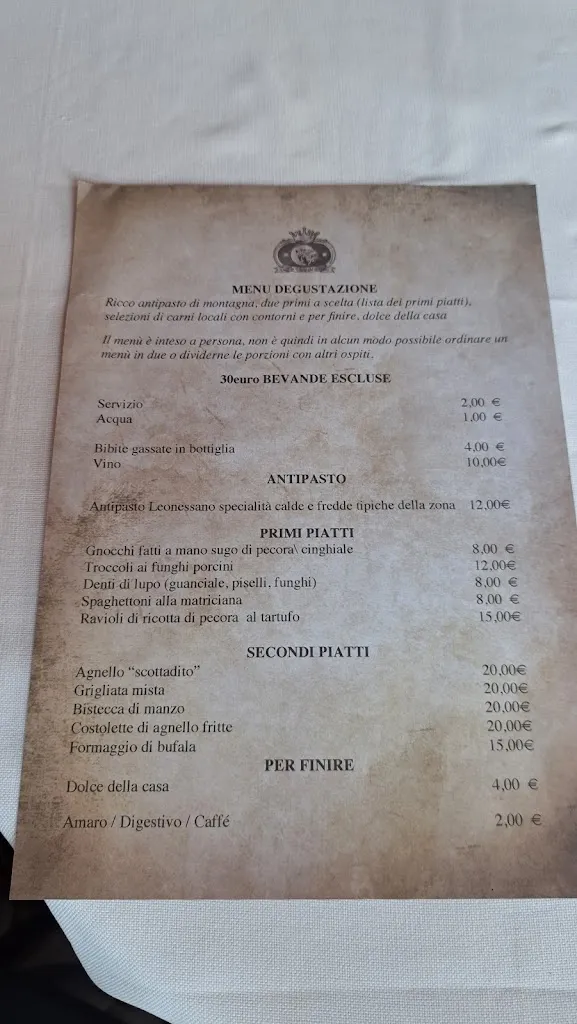 MENU DEGUSTAZIONE
Ricco antipasto di montagna, due primi a scelta (lista dei primi piatti),
selezioni di carni locali con contorni e per finire, dolce della casa
Il menù è inteso a persona, non è quindi in alcun modo possibile ordinare un
menù in due o dividerne le porzioni con altri ospiti.
30euro BEVANDE ESCLUSE
Servizio 2,00 €
Acqua 1,00 €
Bibite gassate in bottiglia 4,00 €
Vino 10,00€
ANTIPASTO
Antipasto Leonessano specialità calde e fredde tipiche della zona 12,00€
PRIMI PIATTI
Gnocchi fatti a mano sugo di pecora\ cinghiale 8,00 €
Troccoli ai funghi porcini 12,00€
Denti di lupo (guanciale, piselli, funghi) 8,00 €
Spaghettoni alla matriciana 8,00 €
Ravioli di ricotta di pecora al tartufo 15,00€
SECONDI PIATTI
Agnello “scottadito” 20,00€
Grigliata mista 20,00€
Bistecca di manzo 20,00€
Costolette di agnello fritte 20,00€
Formaggio di bufala 15,00€
PER FINIRE
Dolce della casa 4,00 €
Amaro / Digestivo / Caffé 2,00 €